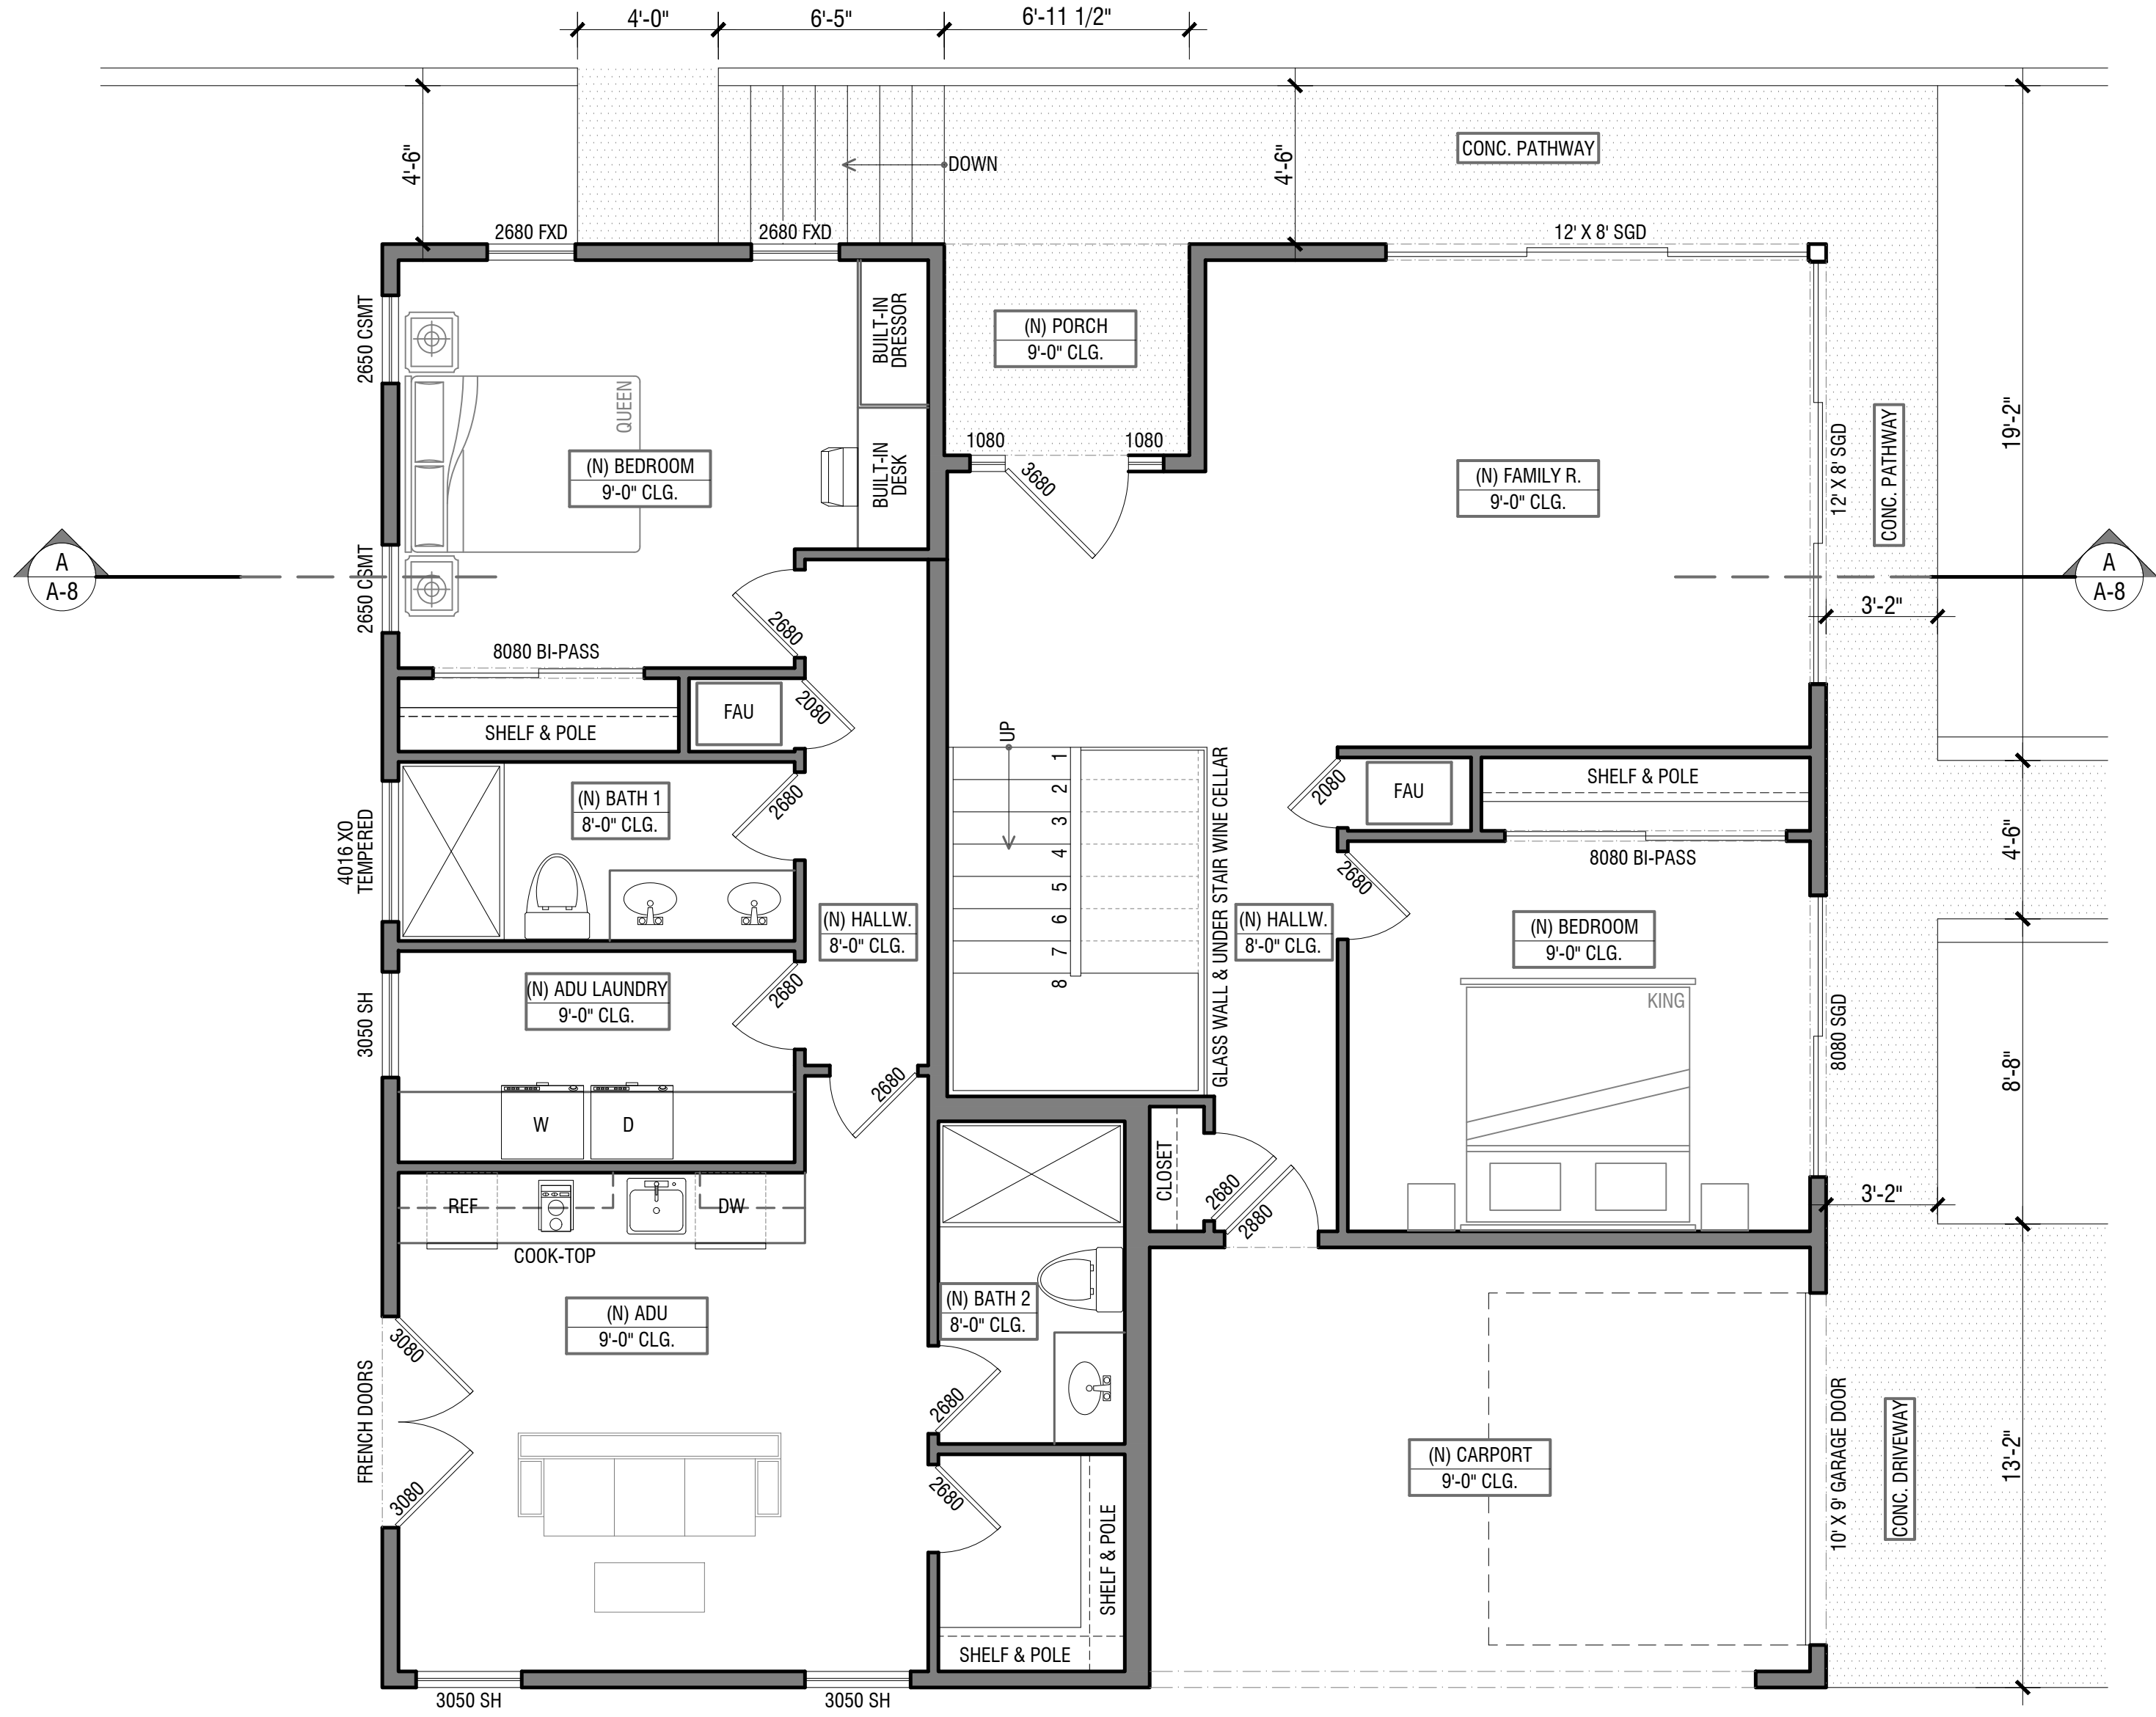 4'-0"
6'-5"
6'-11 1/2"
4'-6"
DOWN
4'-6"
CONC. PATHWAY
2680 FXD
2680 FXD
12' X 8' SGD
2650 CSMT
BUILT-IN
DRESSOR
(N) PORCH
9'-0" CLG.
QUEEN
1080
1080
3680
12' X 8' SGD
CONC. PATHWAY
19'-2"
(N) BEDROOM
9'-0" CLG.
BUILT-IN
DESK
(N) FAMILY R.
9'-0" CLG.
A
A-8
2650 CSMT
A
A-8
3'-2"
2680
8080 BI-PASS
2080
FAU
SHELF & POLE
UP
1
2
3
4
5
6
7
8
GLASS WALL & UNDER STAIR WINE CELLAR
2080
FAU
SHELF & POLE
8080 BI-PASS
4'-6"
4016 XO
TEMPERED
(N) BATH 1
8'-0" CLG.
2680
2680
(N) HALLW.
8'-0" CLG.
(N) HALLW.
8'-0" CLG.
(N) BEDROOM
9'-0" CLG.
3050 SH
(N) ADU LAUNDRY
9'-0" CLG.
2680
KING
8080 SGD
8'-8"
2680
W
D
CLOSET
2680
2880
3'-2"
REF
DW
COOK-TOP
(N) ADU
9'-0" CLG.
(N) BATH 2
8'-0" CLG.
3080
FRENCH DOORS
3080
2680
2680
(N) CARPORT
9'-0" CLG.
10' X 9' GARAGE DOOR
CONC. DRIVEWAY
13'-2"
SHELF & POLE
SHELF & POLE
3050 SH
3050 SH